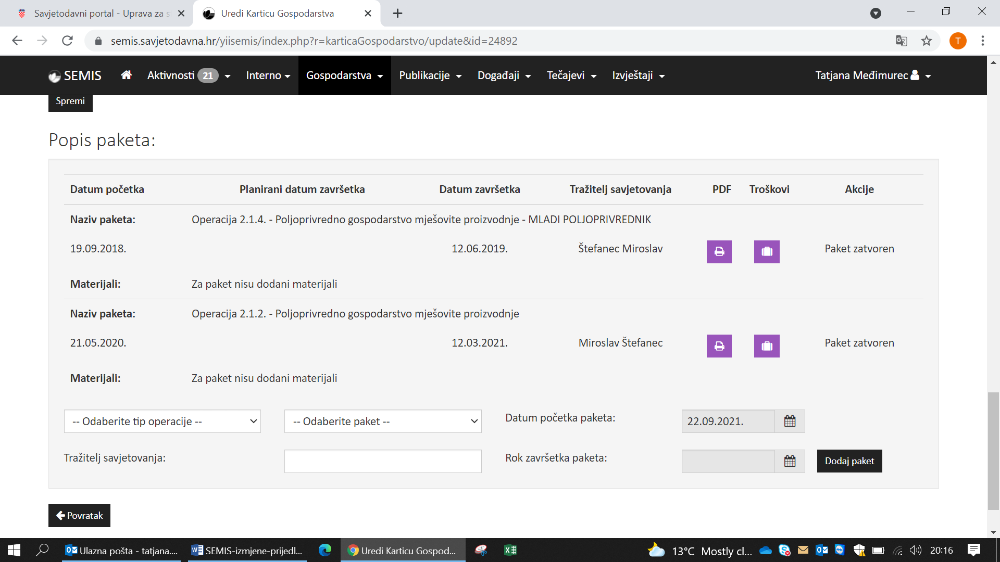 Savjetodavni portal - Uprava za s
Uredi Karticu Gospodarstva
semis.savjetodavna.hr/yiisemis/index.php?r=karticaGospodarstvo/update&id=24892
T
SEMIS Aktivnosti 21 Interno Gospodarstva Publikacije Događaji Tečajevi Izvještaji Tatjana Međimurec
Spremi
Popis paketa:
Datum početka Planirani datum završetka Datum završetka Tražitelj savjetovanja PDF Troškovi Akcije
Naziv paketa: Operacija 2.1.4. - Poljoprivredno gospodarstvo mješovite proizvodnje - MLADI POLJOPRIVREDNIK
19.09.2018. 12.06.2019. Štefanec Miroslav Paket zatvoren
Materijali: Za paket nisu dodani materijali
Naziv paketa: Operacija 2.1.2. - Poljoprivredno gospodarstvo mješovite proizvodnje
21.05.2020. 12.03.2021. Miroslav Štefanec Paket zatvoren
Materijali: Za paket nisu dodani materijali
-- Odaberite tip operacije -- -- Odaberite paket -- Datum početka paketa: 22.09.2021.
Tražitelj savjetovanja: Rok završetka paketa: Dodaj paket
Povratak
Ulazna pošta - tatjana.... SEMIS-izmjene-prijedl... Uredi Karticu Gospod... 13°C Mostly cl... 20:16